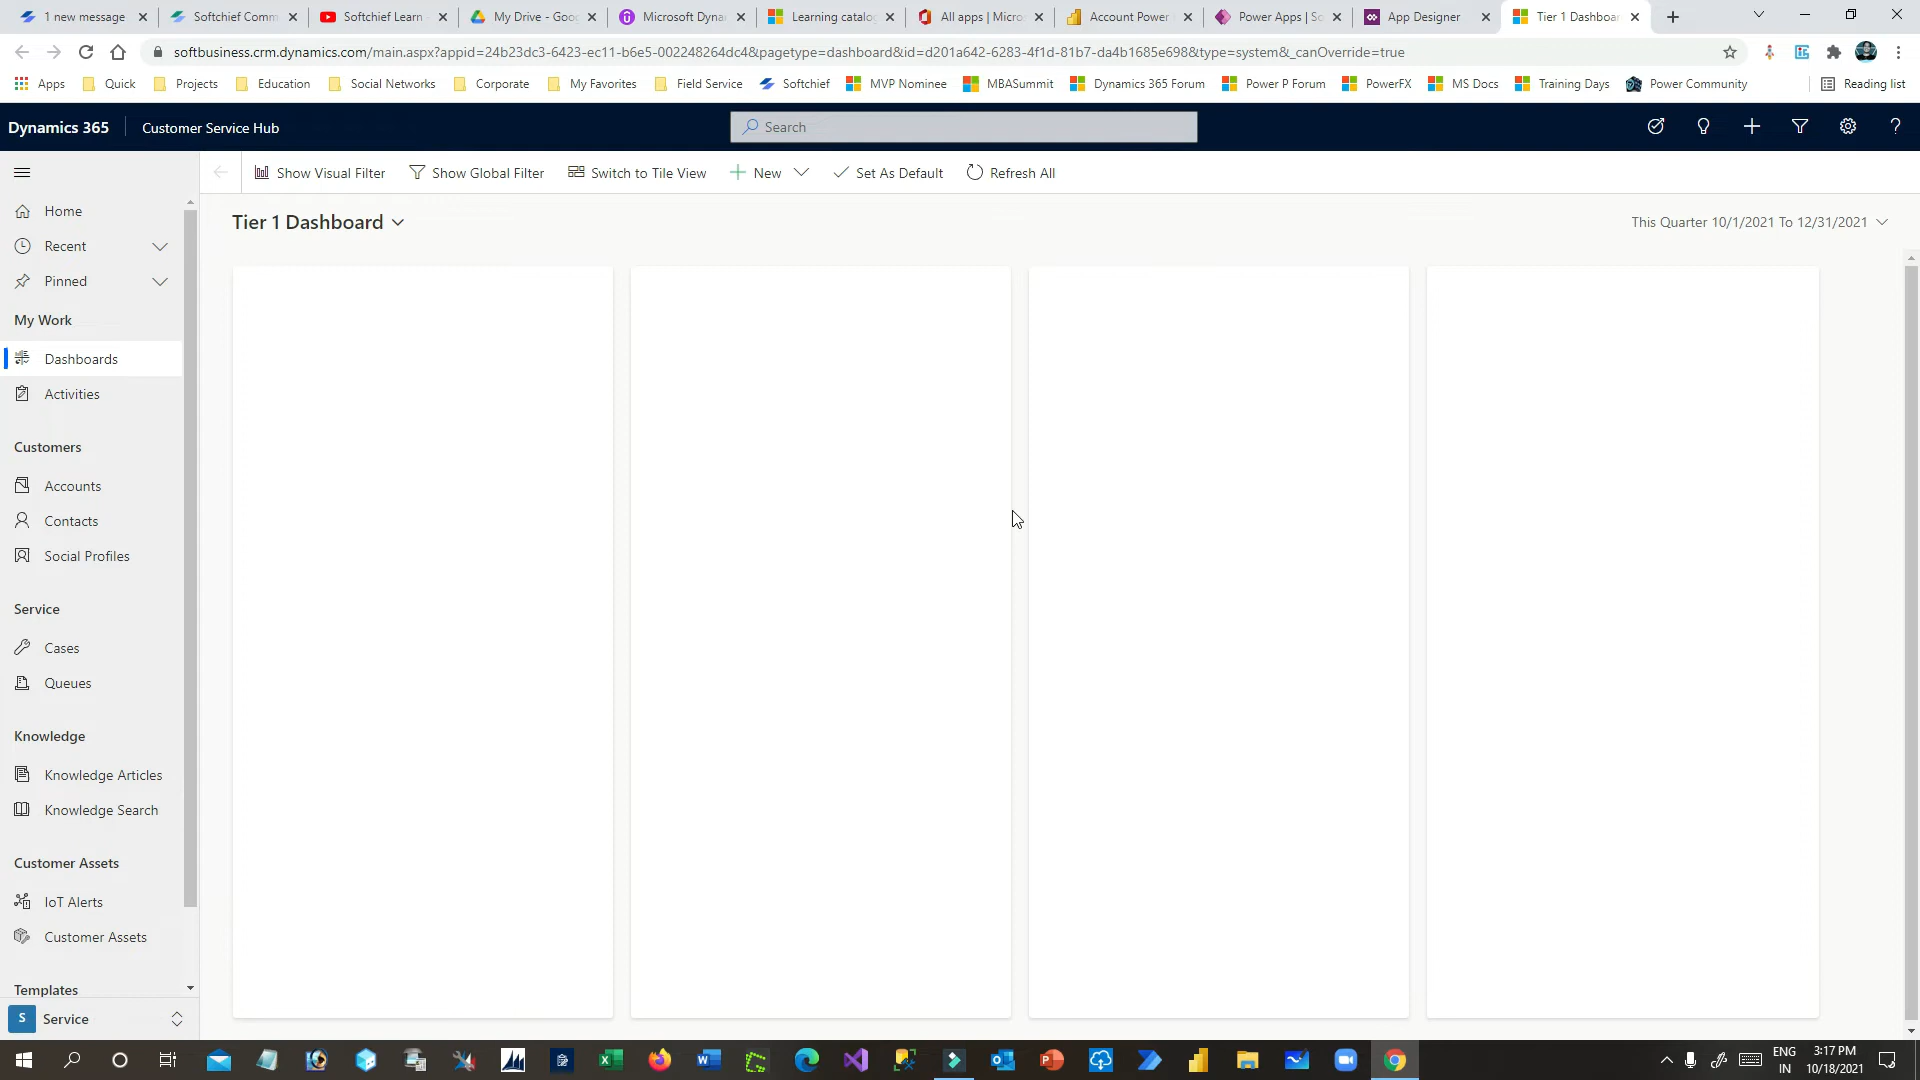 1 new message
Softchief Comm
Softchief Learn -
My Drive - Goo
Microsoft Dyna
Learning catalo
All apps | Micro
Account Power
Power Apps | So
App Designer
Tier 1 Dashboar
softbusiness.crm.dynamics.com/main.aspx?appid=24b23dc3-6423-ec11-b6e5-002248264dc4&pagetype=dashboard&id=d201a642-6283-4f1d-81b7-da4b1685e698&type=system&_canOverride=true
Apps Quick Projects Education Social Networks Corporate My Favorites Field Service Softchief MVP Nominee MBASummit Dynamics 365 Forum Power P Forum PowerFX MS Docs Training Days Power Community Reading list
Dynamics 365 Customer Service Hub Search
Show Visual Filter Show Global Filter Switch to Tile View New Set As Default Refresh All
Tier 1 Dashboard
This Quarter 10/1/2021 To 12/31/2021
Home
Recent
Pinned
My Work
Dashboards
Activities
Customers
Accounts
Contacts
Social Profiles
Service
Cases
Queues
Knowledge
Knowledge Articles
Knowledge Search
Customer Assets
IoT Alerts
Customer Assets
Templates
S Service
ENG
IN
3:17 PM
10/18/2021